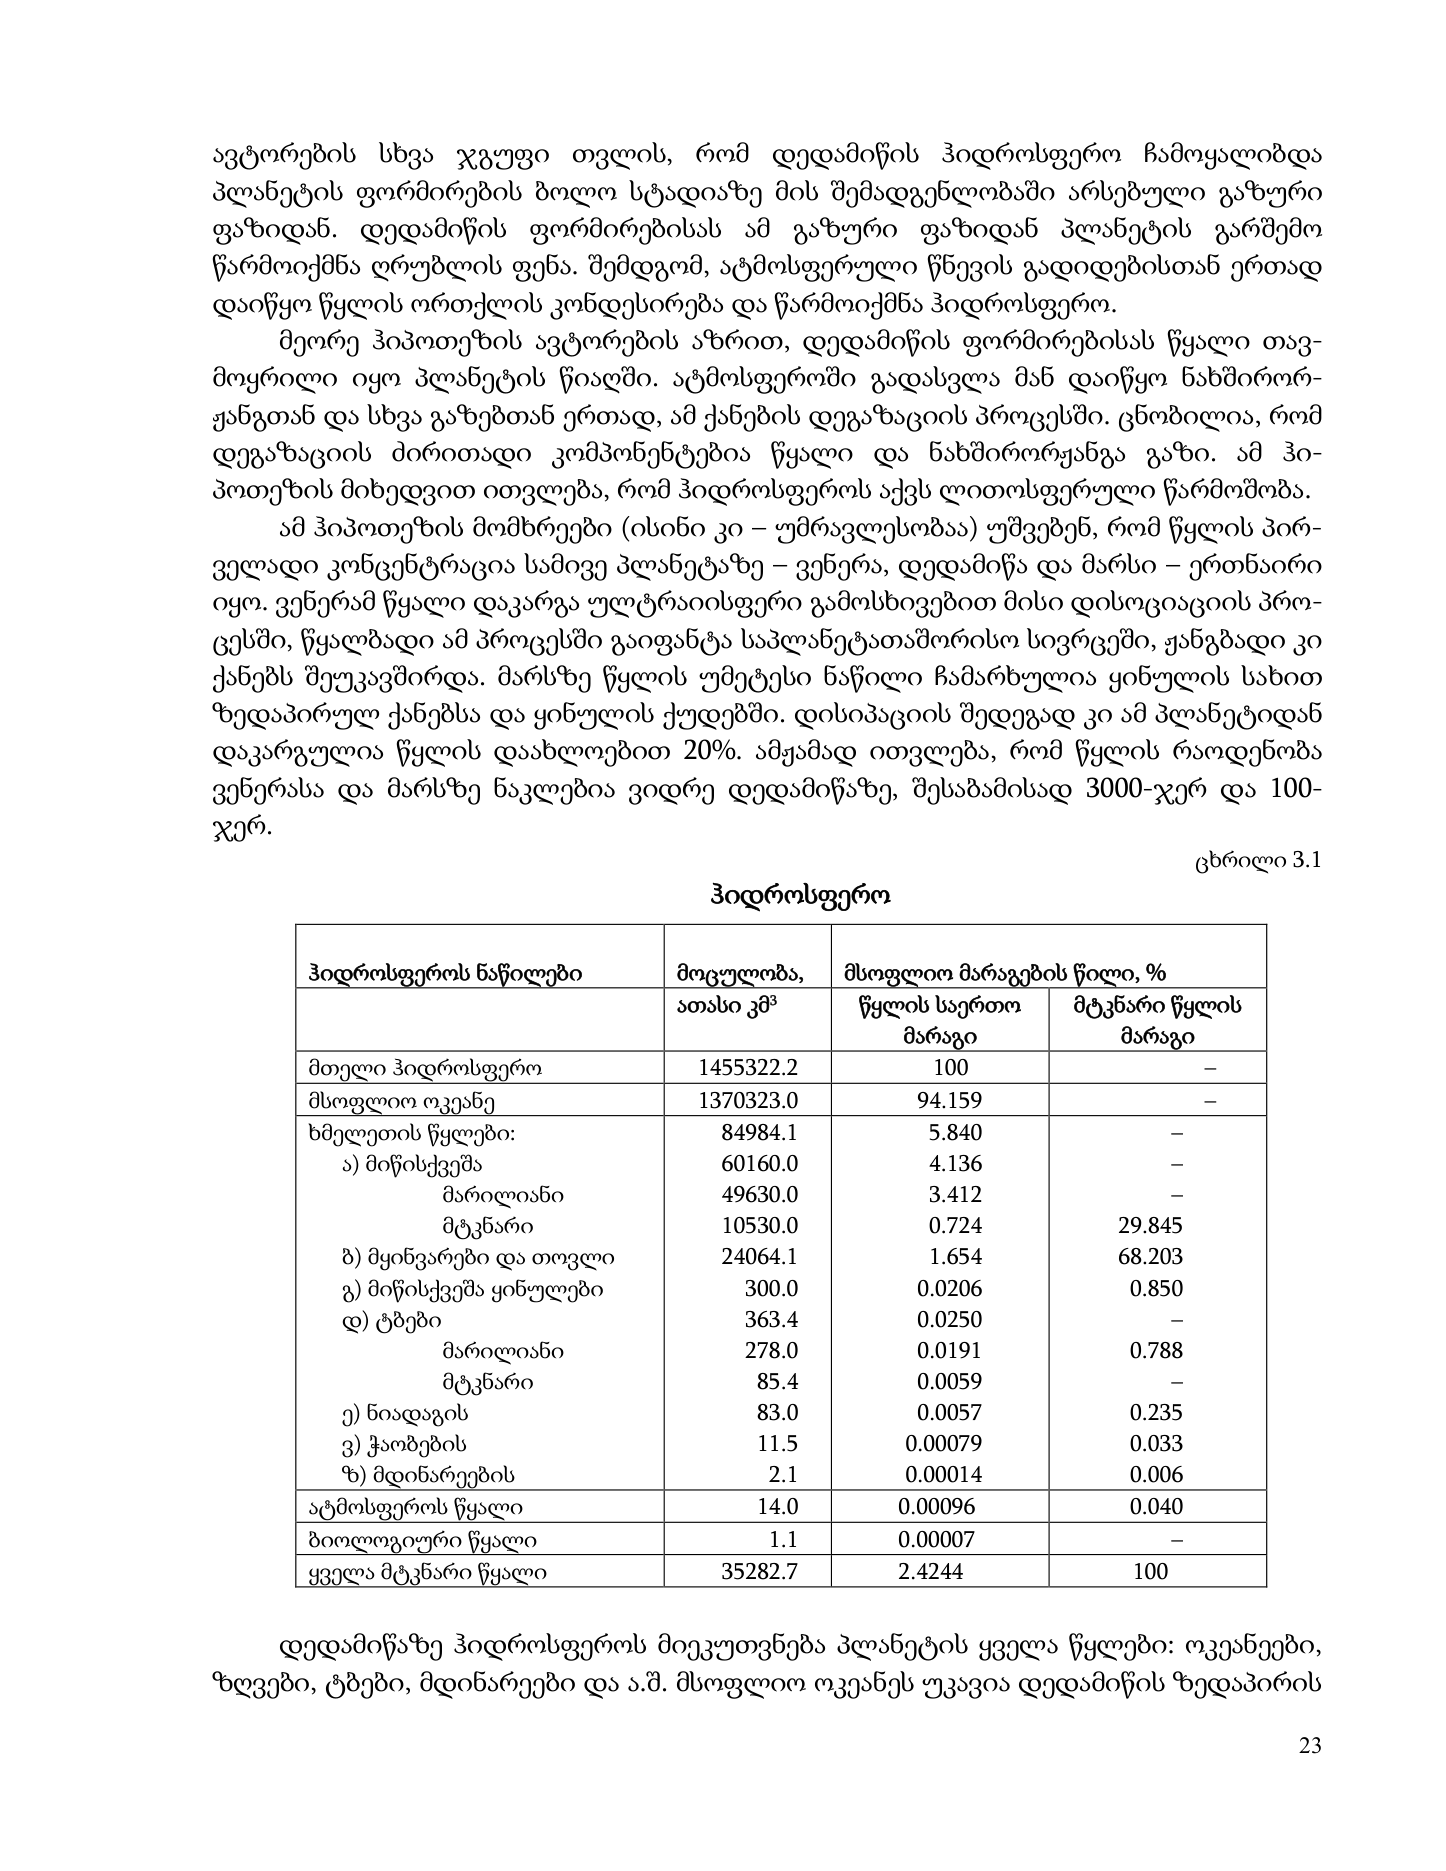 ავტორების სხვა ჯგუფი თვლის, რომ დედამიწის ჰიდროსფერო ჩამოყალიბდა
პლანეტის ფორმირების ბოლო სტადიაზე მის შემადგენლობაში არსებული გაზური
ფაზიდან. დედამიწის ფორმირებისას ამ გაზური ფაზიდან პლანეტის გარშემო
წარმოიქმნა ღრუბლის ფენა. შემდგომ, ატმოსფერული წნევის გადიდებისთან ერთად
დაიწყო წყლის ორთქლის კონდესირება და წარმოიქმნა ჰიდროსფერო.
მეორე ჰიპოთეზის ავტორების აზრით, დედამიწის ფორმირებისას წყალი თავ-
მოყრილი იყო პლანეტის წიაღში. ატმოსფეროში გადასვლა მან დაიწყო ნახშირორ-
ჟანგთან და სხვა გაზებთან ერთად, ამ ქანების დეგაზაციის პროცესში. ცნობილია, რომ
დეგაზაციის ძირითადი კომპონენტებია წყალი და ნახშირორჟანგა გაზი. ამ ჰი-
პოთეზის მიხედვით ითვლება, რომ ჰიდროსფეროს აქვს ლითოსფერული წარმოშობა.
ამ ჰიპოთეზის მომხრეები (ისინი კი – უმრავლესობაა) უშვებენ, რომ წყლის პირ-
ველადი კონცენტრაცია სამივე პლანეტაზე – ვენერა, დედამიწა და მარსი – ერთნაირი
იყო. ვენერამ წყალი დაკარგა ულტრაიისფერი გამოსხივებით მისი დისოციაციის პრო-
ცესში, წყალბადი ამ პროცესში გაიფანტა საპლანეტათაშორისო სივრცეში, ჟანგბადი კი
ქანებს შეუკავშირდა. მარსზე წყლის უმეტესი ნაწილი ჩამარხულია ყინულის სახით
ზედაპირულ ქანებსა და ყინულის ქუდებში. დისიპაციის შედეგად კი ამ პლანეტიდან
დაკარგულია წყლის დაახლოებით 20%. ამჟამად ითვლება, რომ წყლის რაოდენობა
ვენერასა და მარსზე ნაკლებია ვიდრე დედამიწაზე, შესაბამისად 3000-ჯერ და 100-
ჯერ.
ცხრილი 3.1
ჰიდროსფერო
ჰიდროსფეროს ნაწილები მოცულობა, მსოფლიო მარაგების წილი, %
ათასი კმ³ წყლის საერთო მტკნარი წყლის
მარაგი მარაგი
მთელი ჰიდროსფერო 1455322.2 100 –
მსოფლიო ოკეანე 1370323.0 94.159 –
ხმელეთის წყლები: 84984.1 5.840 –
ა) მიწისქვეშა 60160.0 4.136 –
მარილიანი 49630.0 3.412 –
მტკნარი 10530.0 0.724 29.845
ბ) მყინვარები და თოვლი 24064.1 1.654 68.203
გ) მიწისქვეშა ყინულები 300.0 0.0206 0.850
დ) ტბები 363.4 0.0250 –
მარილიანი 278.0 0.0191 0.788
მტკნარი 85.4 0.0059 –
ე) ნიადაგის 83.0 0.0057 0.235
ვ) ჭაობების 11.5 0.00079 0.033
ზ) მდინარეების 2.1 0.00014 0.006
ატმოსფეროს წყალი 14.0 0.00096 0.040
ბიოლოგიური წყალი 1.1 0.00007 –
ყველა მტკნარი წყალი 35282.7 2.4244 100
დედამიწაზე ჰიდროსფეროს მიეკუთვნება პლანეტის ყველა წყლები: ოკეანეები,
ზღვები, ტბები, მდინარეები და ა.შ. მსოფლიო ოკეანეს უკავია დედამიწის ზედაპირის
23